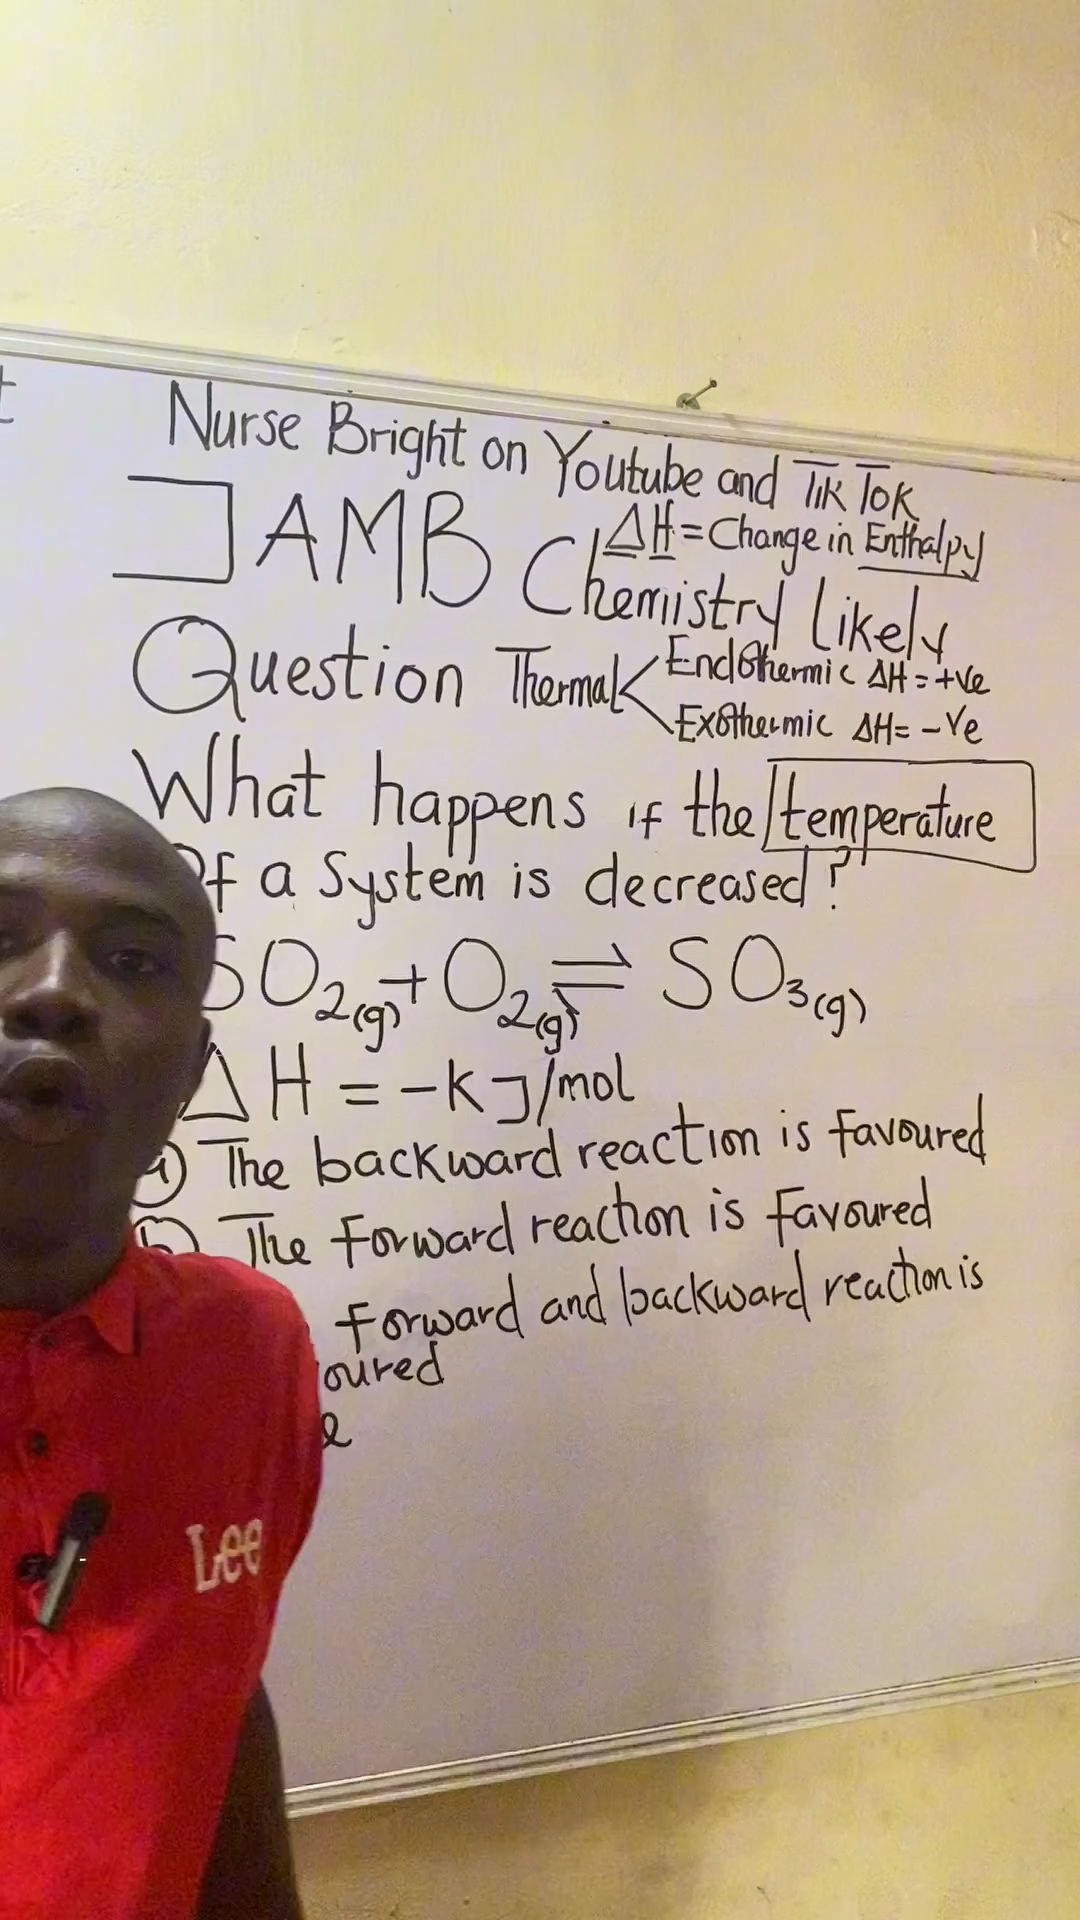 t
Nurse Bright on Youtube and Tik Tok
JAMB Chemistry Likely
ΔH = Change in Enthalpy
Question Thermal
Endothermic ΔH = +ve
Exothermic ΔH = -Ve
What happens if the temperature
Of a System is decreased?
SO2(g) + O2(g) ⇌ SO3(g)
ΔH = -KJ/mol
a) The backward reaction is favoured
b) The Forward reaction is favoured
Forward and backward reaction is
oured
e
Lee